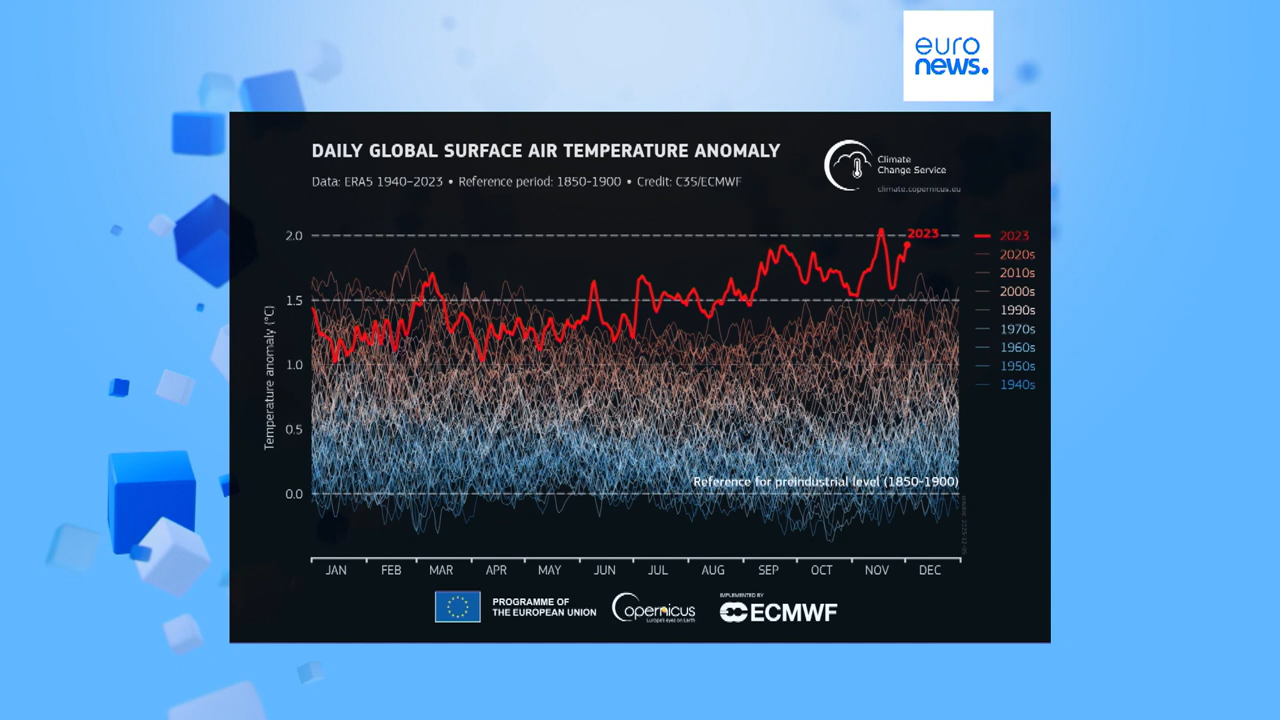 euro
news.
DAILY GLOBAL SURFACE AIR TEMPERATURE ANOMALY
Data: ERA5 1940–2023 • Reference period: 1850-1900 • Credit: C3S/ECMWF
Climate
Change Service
climate.copernicus.eu
Temperature anomaly (°C)
2.0
1.5
1.0
0.5
0.0
2023
2023
2020s
2010s
2000s
1990s
1970s
1960s
1950s
1940s
Reference for preindustrial level (1850-1900)
JAN FEB MAR APR MAY JUN JUL AUG SEP OCT NOV DEC
PROGRAMME OF
THE EUROPEAN UNION
Copernicus
Europe's eyes on Earth
IMPLEMENTED BY
ECMWF